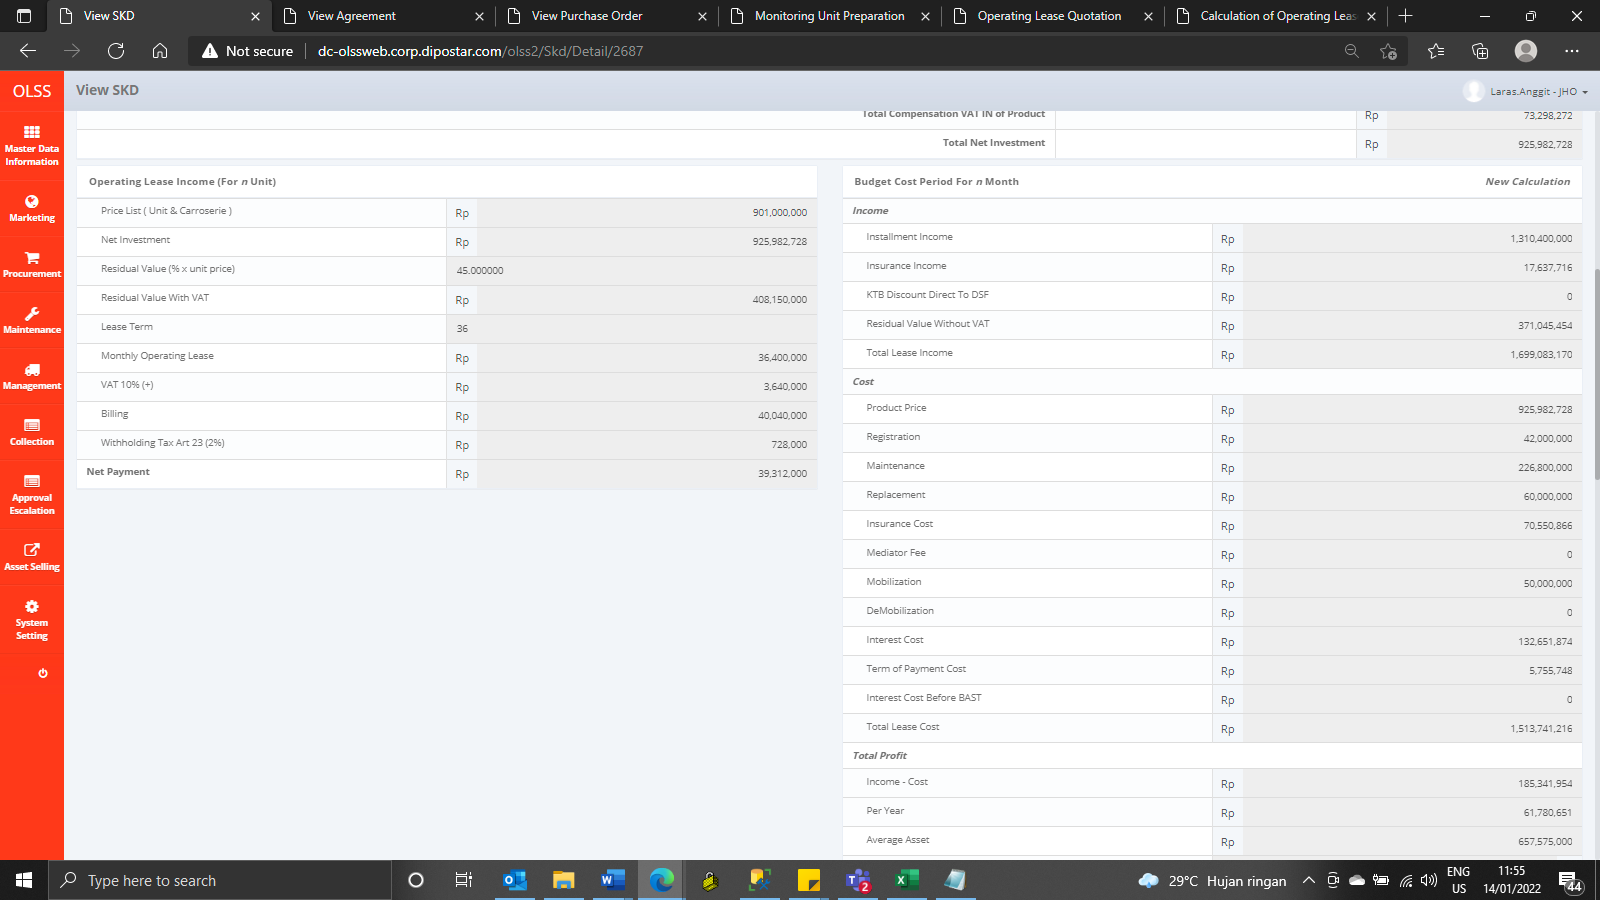 View SKD
View Agreement
View Purchase Order
Monitoring Unit Preparation
Operating Lease Quotation
Calculation of Operating Leas
Not secure
dc-olssweb.corp.dipostar.com/olss2/Skd/Detail/2687
OLSS
View SKD
Laras.Anggit - JHO
Master Data
Information
Marketing
Procurement
Maintenance
Management
Collection
Approval
Escalation
Asset Selling
System
Setting
Total Compensation VAT IN of Product Rp 73,298,272
Total Net Investment Rp 925,982,728
Operating Lease Income (For n Unit)
Price List ( Unit & Carroserie ) Rp 901,000,000
Net Investment Rp 925,982,728
Residual Value (% x unit price) 45.000000
Residual Value With VAT Rp 408,150,000
Lease Term 36
Monthly Operating Lease Rp 36,400,000
VAT 10% (+) Rp 3,640,000
Billing Rp 40,040,000
Withholding Tax Art 23 (2%) Rp 728,000
Net Payment Rp 39,312,000
Budget Cost Period For n Month New Calculation
Income
Installment Income Rp 1,310,400,000
Insurance Income Rp 17,637,716
KTB Discount Direct To DSF Rp 0
Residual Value Without VAT Rp 371,045,454
Total Lease Income Rp 1,699,083,170
Cost
Product Price Rp 925,982,728
Registration Rp 42,000,000
Maintenance Rp 226,800,000
Replacement Rp 60,000,000
Insurance Cost Rp 70,550,866
Mediator Fee Rp 0
Mobilization Rp 50,000,000
DeMobilization Rp 0
Interest Cost Rp 132,651,874
Term of Payment Cost Rp 5,755,748
Interest Cost Before BAST Rp 0
Total Lease Cost Rp 1,513,741,216
Total Profit
Income - Cost Rp 185,341,954
Per Year Rp 61,780,651
Average Asset Rp 657,575,000
Type here to search
2
29°C Hujan ringan
ENG
US
11:55
14/01/2022
44